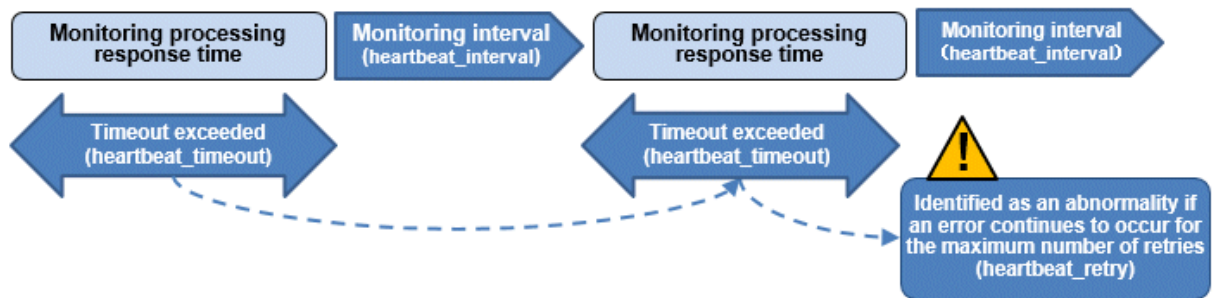 Monitoring processing
response time
Monitoring interval
(heartbeat_interval)
Monitoring processing
response time
Monitoring interval
(heartbeat_interval)
Timeout exceeded
(heartbeat_timeout)
Timeout exceeded
(heartbeat_timeout)
!
Identified as an abnormality if
an error continues to occur for
the maximum number of retries
(heartbeat_retry)